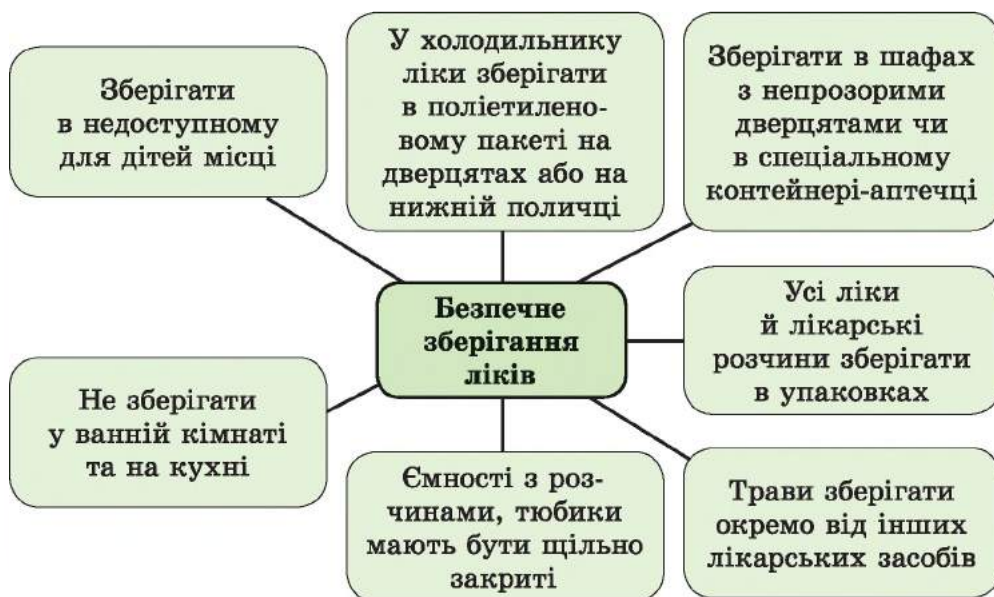 Зберігати
в недоступному
для дітей місці
У холодильнику
ліки зберігати
в поліетилено-
вому пакеті на
дверцятах або на
нижній поличці
Зберігати в шафах
з непрозорими
дверцятами чи
в спеціальному
контейнері-аптечці
Безпечне
зберігання
ліків
Усі ліки
й лікарські
розчини зберігати
в упаковках
Не зберігати
у ванній кімнаті
та на кухні
Ємності з роз-
чинами, тюбики
мають бути щільно
закриті
Трави зберігати
окремо від інших
лікарських засобів